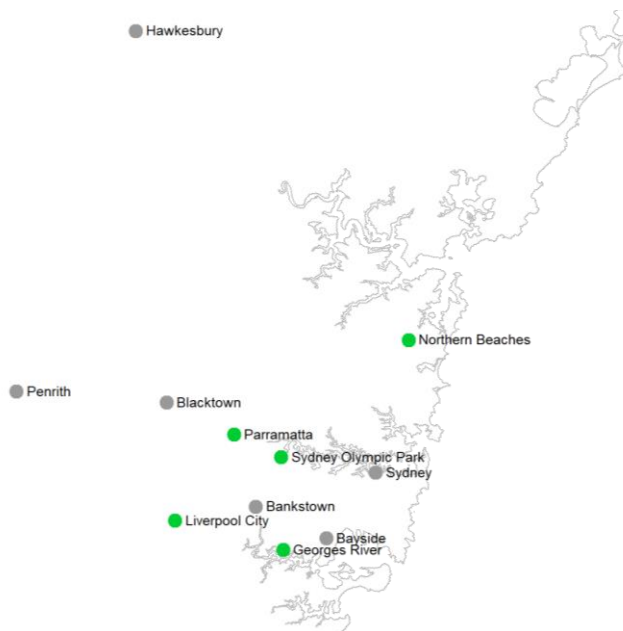 Hawkesbury
Northern Beaches
Penrith
Blacktown
Parramatta
Sydney Olympic Park
Sydney
Bankstown
Liverpool City
Bayside
Georges River